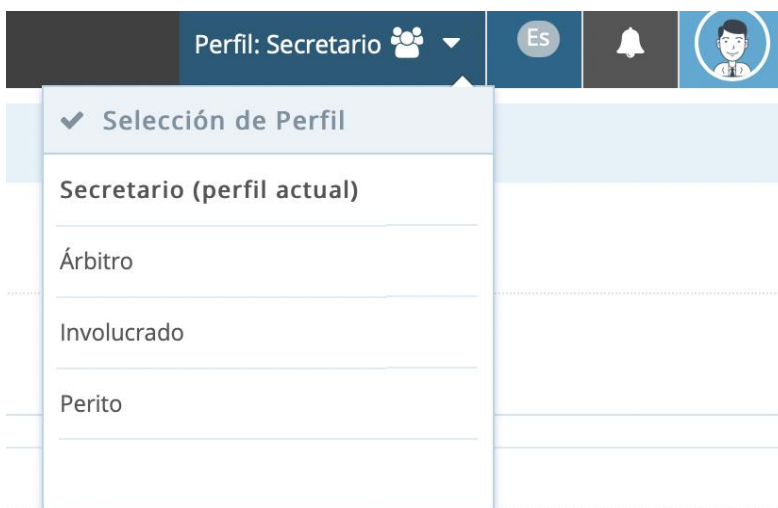 Perfil: Secretario
Es
Selección de Perfil
Secretario (perfil actual)
Árbitro
Involucrado
Perito